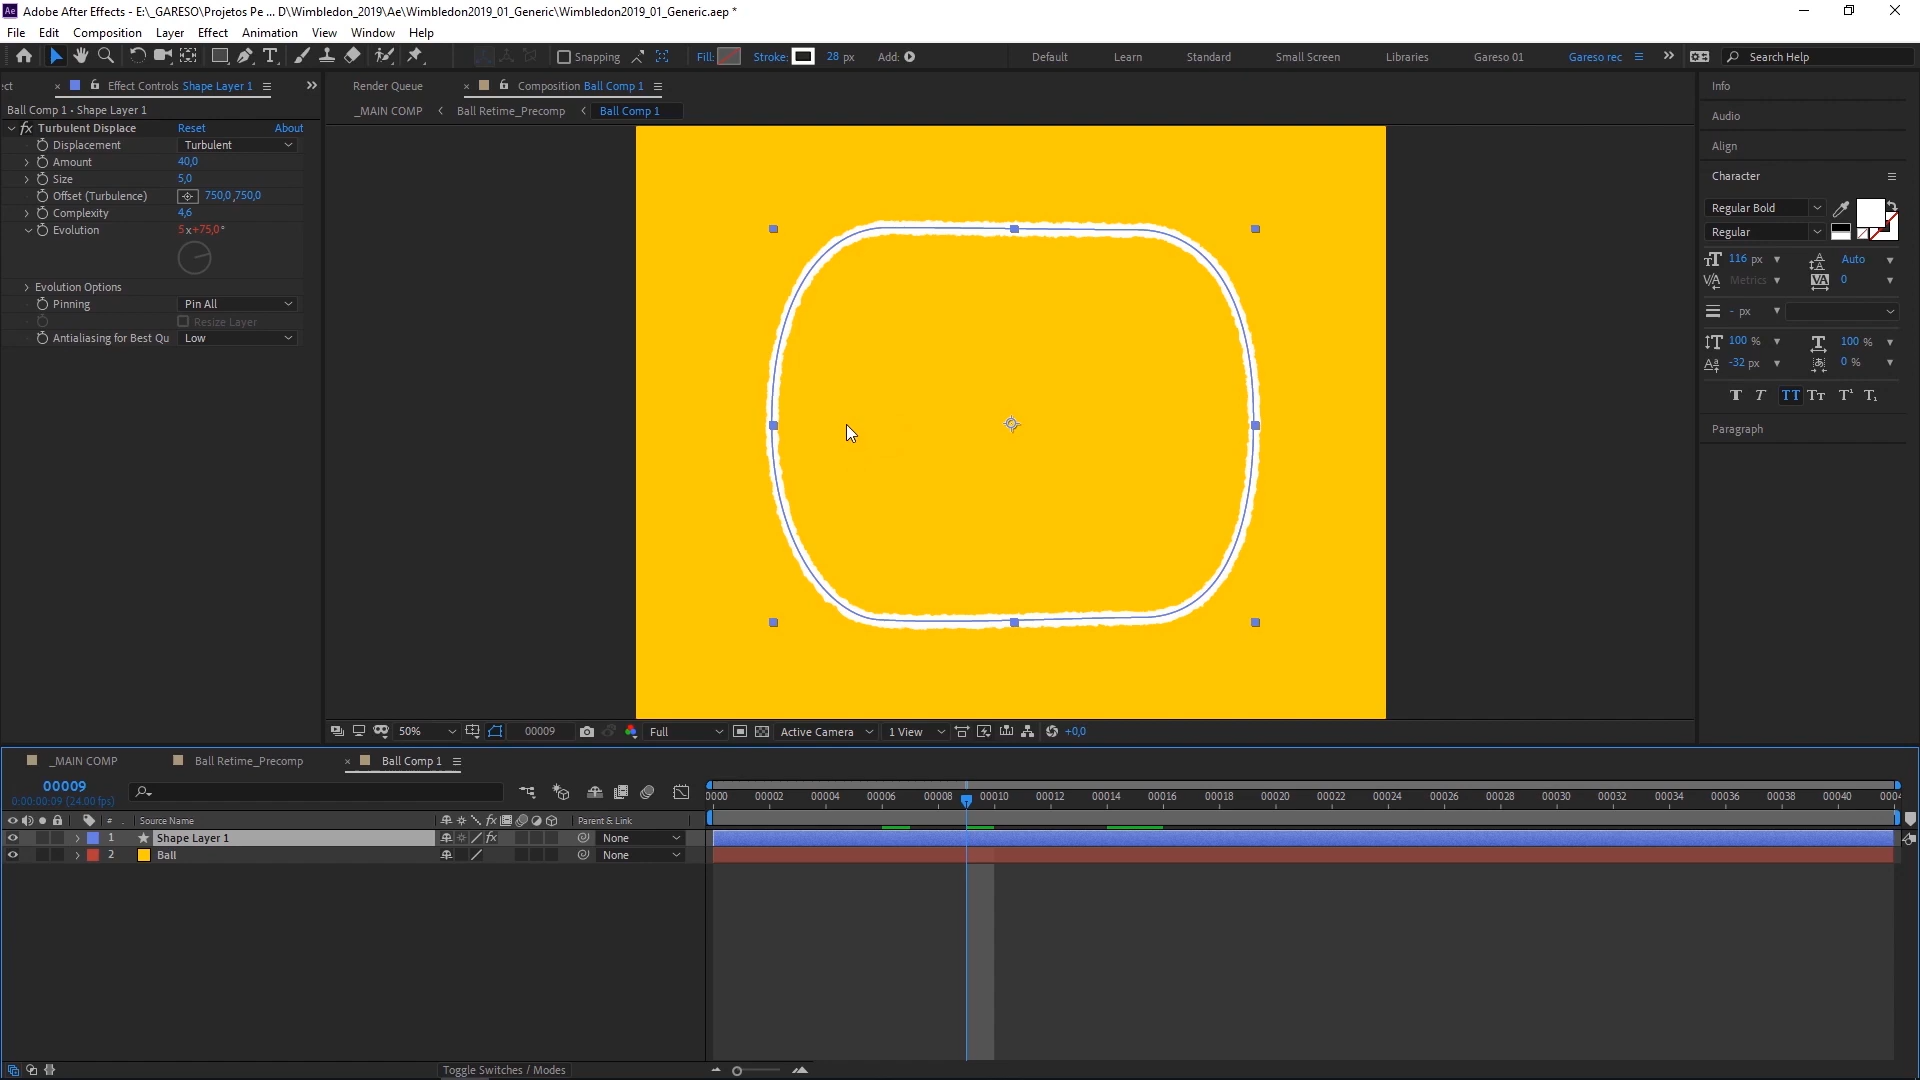 Adobe After Effects - E:\_GARESO\Projetos Pe ... D\Wimbledon_2019\Ae\Wimbledon2019_01_Generic\Wimbledon2019_01_Generic.aep *
File Edit Composition Layer Effect Animation View Window Help
Snapping Fill: Stroke: 28 px Add: Default Learn Standard Small Screen Libraries Gareso 01 Gareso rec Search Help
ct Effect Controls Shape Layer 1
Ball Comp 1 • Shape Layer 1
fx Turbulent Displace Reset About
Displacement Turbulent
Amount 40,0
Size 5,0
Offset (Turbulence) 750,0,750,0
Complexity 4,6
Evolution 5x+75,0°
Evolution Options
Pinning Pin All
Resize Layer
Antialiasing for Best Qu Low
Render Queue Composition Ball Comp 1
_MAIN COMP Ball Retime_Precomp Ball Comp 1
50% 00009 Full Active Camera 1 View +0,0
Info
Audio
Align
Character
Regular Bold
Regular
116 px Auto
Metrics 0
- px
100 % 100 %
-32 px 0 %
Paragraph
_MAIN COMP Ball Retime_Precomp Ball Comp 1
00009
0:00:00:09 (24.00 fps)
0000 00002 00004 00006 00008 00010 00012 00014 00016 00018 00020 00022 00024 00026 00028 00030 00032 00034 00036 00038 00040 0004
# Source Name fx Parent & Link
1 Shape Layer 1 fx None
2 Ball None
Toggle Switches / Modes